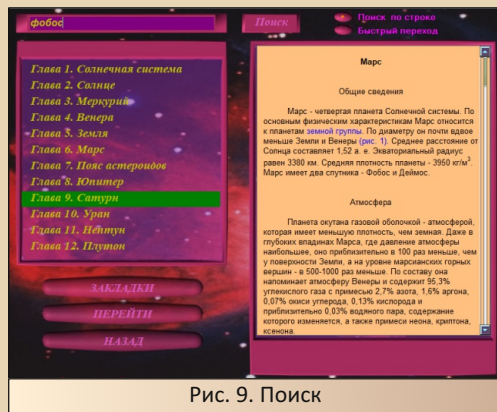 фобос
Поиск
Поиск по строке
Быстрый переход
Глава 1. Солнечная система
Глава 2. Солнце
Глава 3. Меркурий
Глава 4. Венера
Глава 5. Земля
Глава 6. Марс
Глава 7. Пояс астероидов
Глава 8. Юпитер
Глава 9. Сатурн
Глава 10. Уран
Глава 11. Нептун
Глава 12. Плутон
ЗАКЛАДКИ
ПЕРЕЙТИ
НАЗАД
Марс
Общие сведения
Марс - четвертая планета Солнечной системы. По
основным физическим характеристикам Марс относится
к планетам земной группы. По диаметру он почти вдвое
меньше Земли и Венеры (рис. 1). Среднее расстояние от
Солнца составляет 1,52 а. е. Экваториальный радиус
равен 3380 км. Средняя плотность планеты - 3950 кг/м³.
Марс имеет два спутника - Фобос и Деймос.
Атмосфера
Планета окутана газовой оболочкой - атмосферой,
которая имеет меньшую плотность, чем земная. Даже в
глубоких впадинах Марса, где давление атмосферы
наибольшее, оно приблизительно в 100 раз меньше, чем
у поверхности Земли, а на уровне марсианских горных
вершин - в 500-1000 раз меньше. По составу она
напоминает атмосферу Венеры и содержит 95,3%
углекислого газа с примесью 2,7% азота, 1,6% аргона,
0,07% окиси углерода, 0,13% кислорода и
приблизительно 0,03% водяного пара, содержание
которого изменяется, а также примеси неона, криптона,
ксенона.
Рис. 9. Поиск